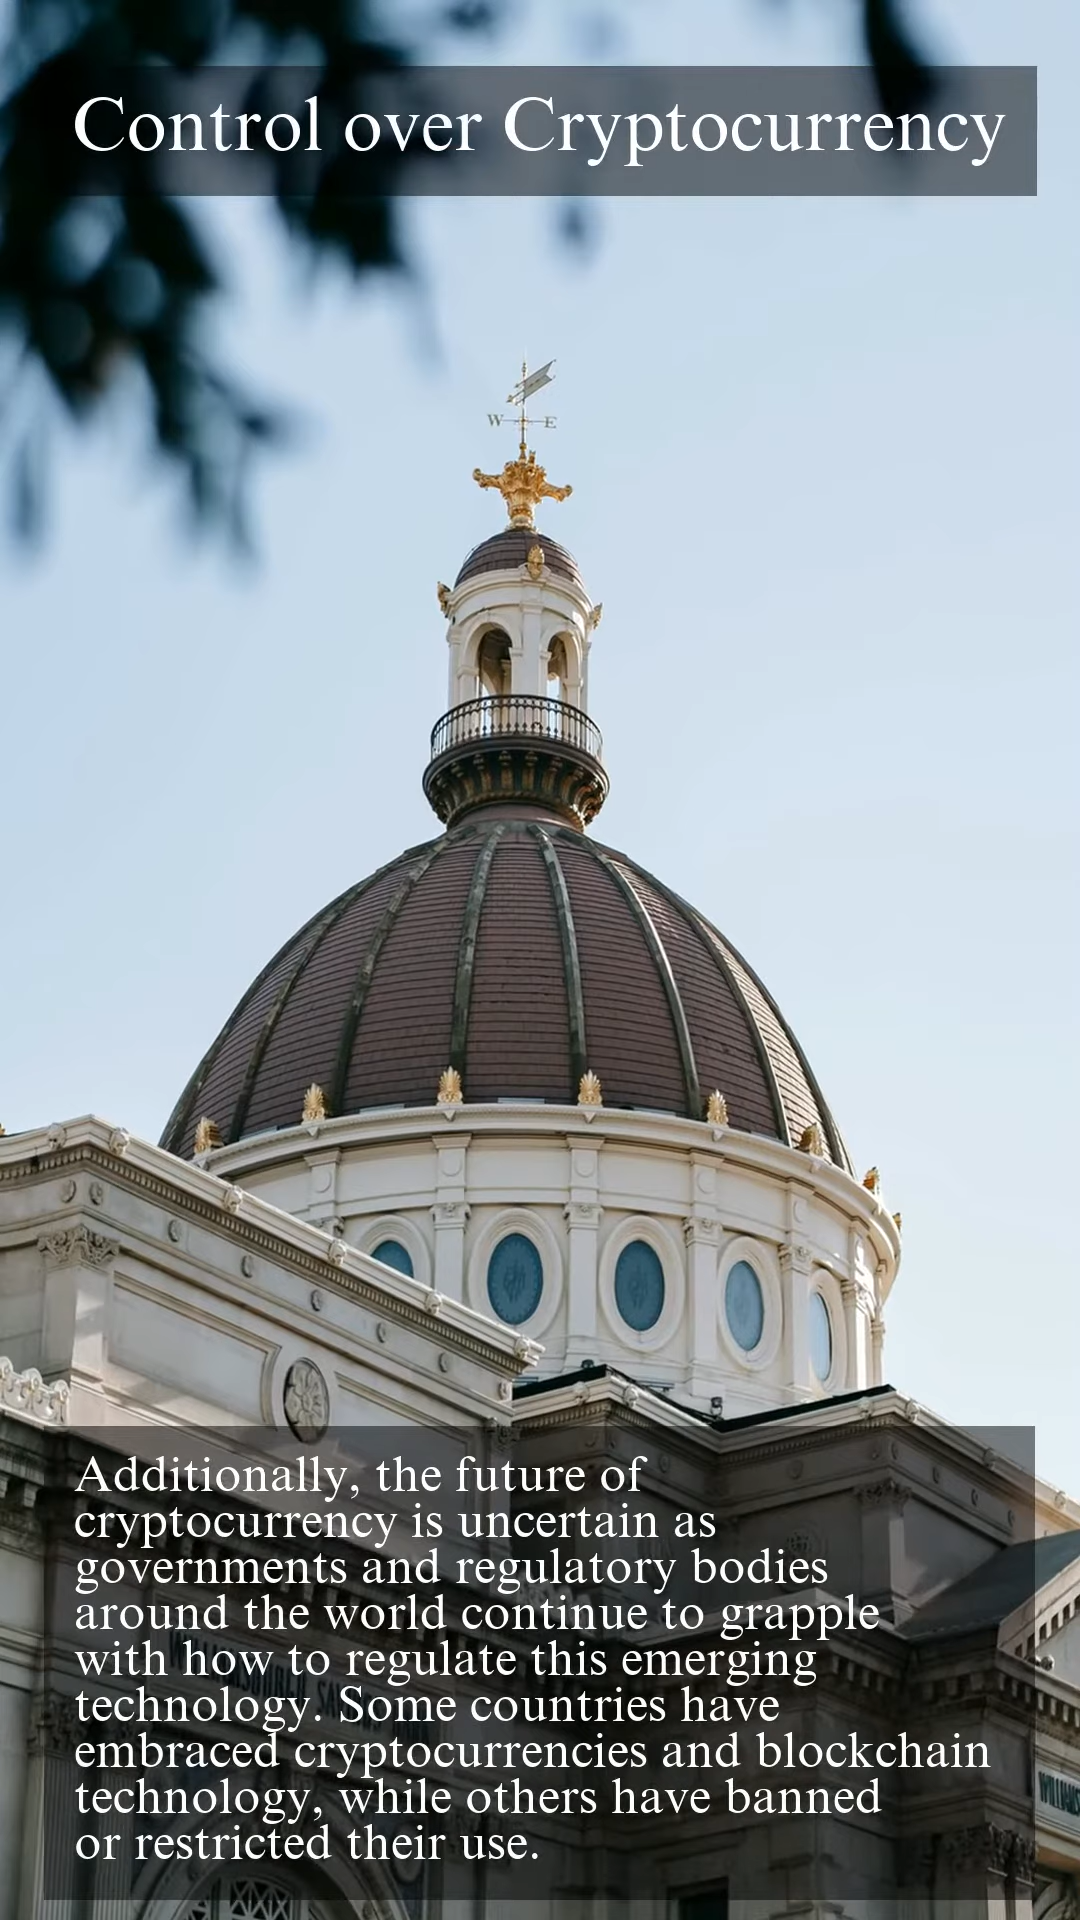 Control over Cryptocurrency
W E
Additionally, the future of
cryptocurrency is uncertain as
governments and regulatory bodies
around the world continue to grapple
with how to regulate this emerging
technology. Some countries have
embraced cryptocurrencies and blockchain
technology, while others have banned
or restricted their use.